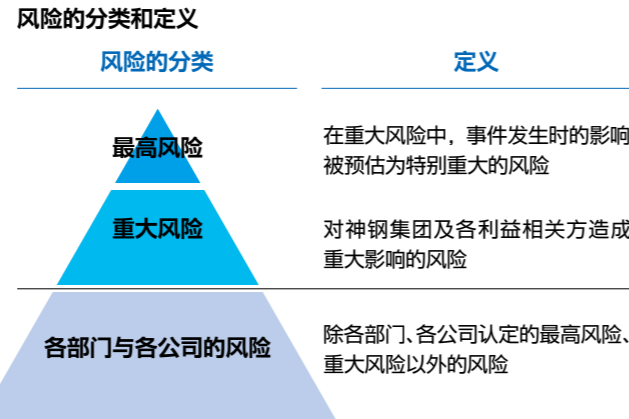 风险的分类和定义
风险的分类
定义
最高风险
在重大风险中，事件发生时的影响
被预估为特别重大的风险
重大风险
对神钢集团及各利益相关方造成
重大影响的风险
各部门与各公司的风险
除各部门、各公司认定的最高风险、
重大风险以外的风险